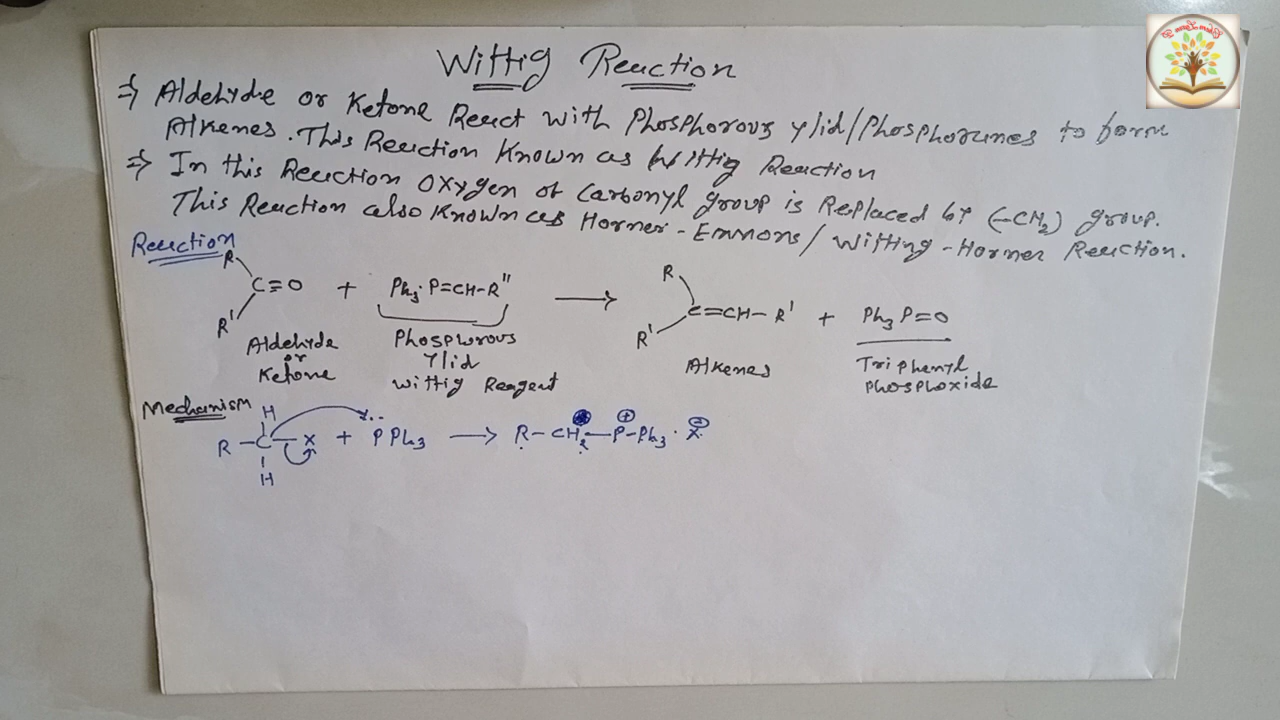 Wittig Reaction
⇒ Aldehyde or Ketone React with Phosphorous ylid/Phosphoranes to form
Alkenes. This Reaction Known as Wittig Reaction
⇒ In this Reaction Oxygen of Carbonyl group is Replaced by (-CH₂) group.
This Reaction also Known as Horner-Emmons/Witting-Horner Reaction.
Reaction
R
R'
C=O + Ph₃P=CH-R" ⟶
R
R'
C=CH-R' + Ph₃P=O
Aldehyde
or
Ketone
Phosphorous
Ylid
Wittig Reagent
Alkenes
Triphenyl
phosphoxide
Mechanism
H
R-C-X + P̈Ph₃ ⟶ R-CH₂-P⊕-Ph₃ . X⊖
H